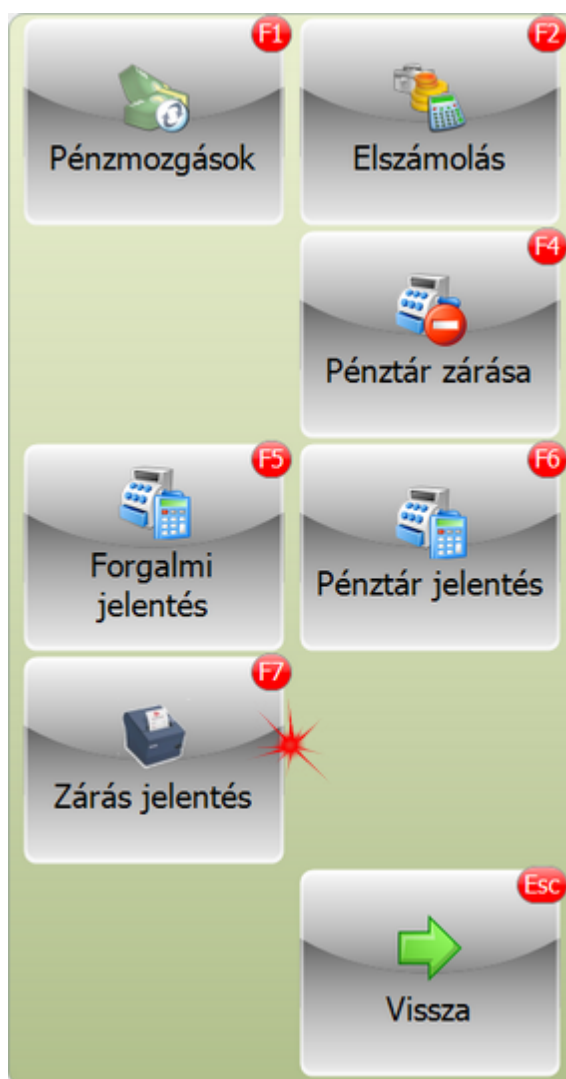 F1
Pénzmozgások
F2
Elszámolás
F4
Pénztár zárása
F5
Forgalmi
jelentés
F6
Pénztár jelentés
F7
Zárás jelentés
Esc
Vissza